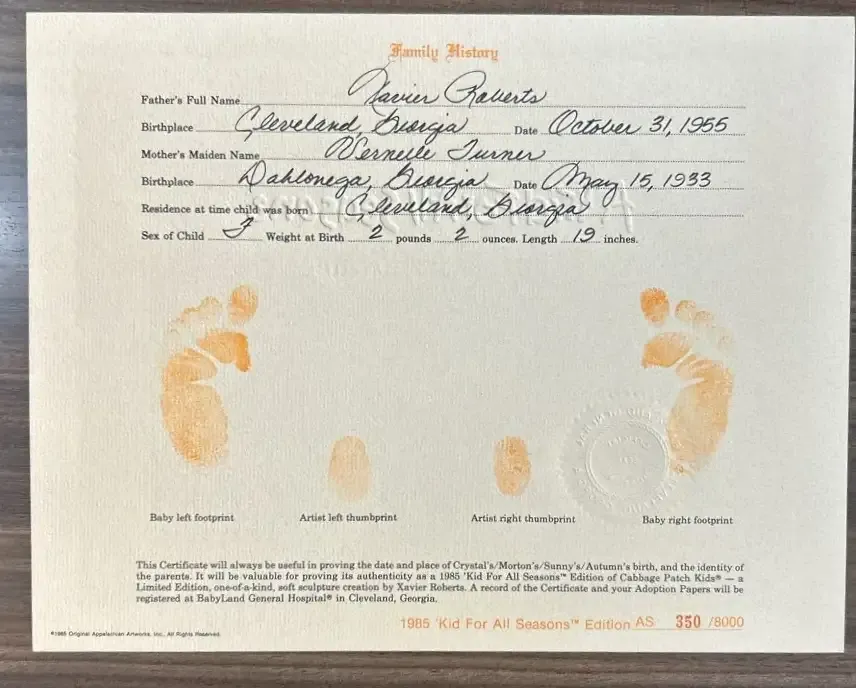 Family History
Father's Full Name Xavier Roberts
Birthplace Cleveland, Georgia Date October 31, 1955
Mother's Maiden Name Vernelle Turner
Birthplace Dahlonega, Georgia Date May 15, 1933
Residence at time child was born Cleveland, Georgia
Sex of Child F Weight at Birth 2 pounds 2 ounces. Length 19 inches.
Baby left footprint Artist left thumbprint Artist right thumbprint Baby right footprint
This Certificate will always be useful in proving the date and place of Crystal's/Morton's/Sunny's/Autumn's birth, and the identity of
the parents. It will be valuable for proving its authenticity as a 1985 'Kid For All Seasons™ Edition of Cabbage Patch Kids® — a
Limited Edition, one-of-a-kind, soft sculpture creation by Xavier Roberts. A record of the Certificate and your Adoption Papers will be
registered at BabyLand General Hospital® in Cleveland, Georgia.
1985 'Kid For All Seasons™ Edition AS 350 /8000
©1985 Original Appalachian Artworks, Inc., All Rights Reserved.